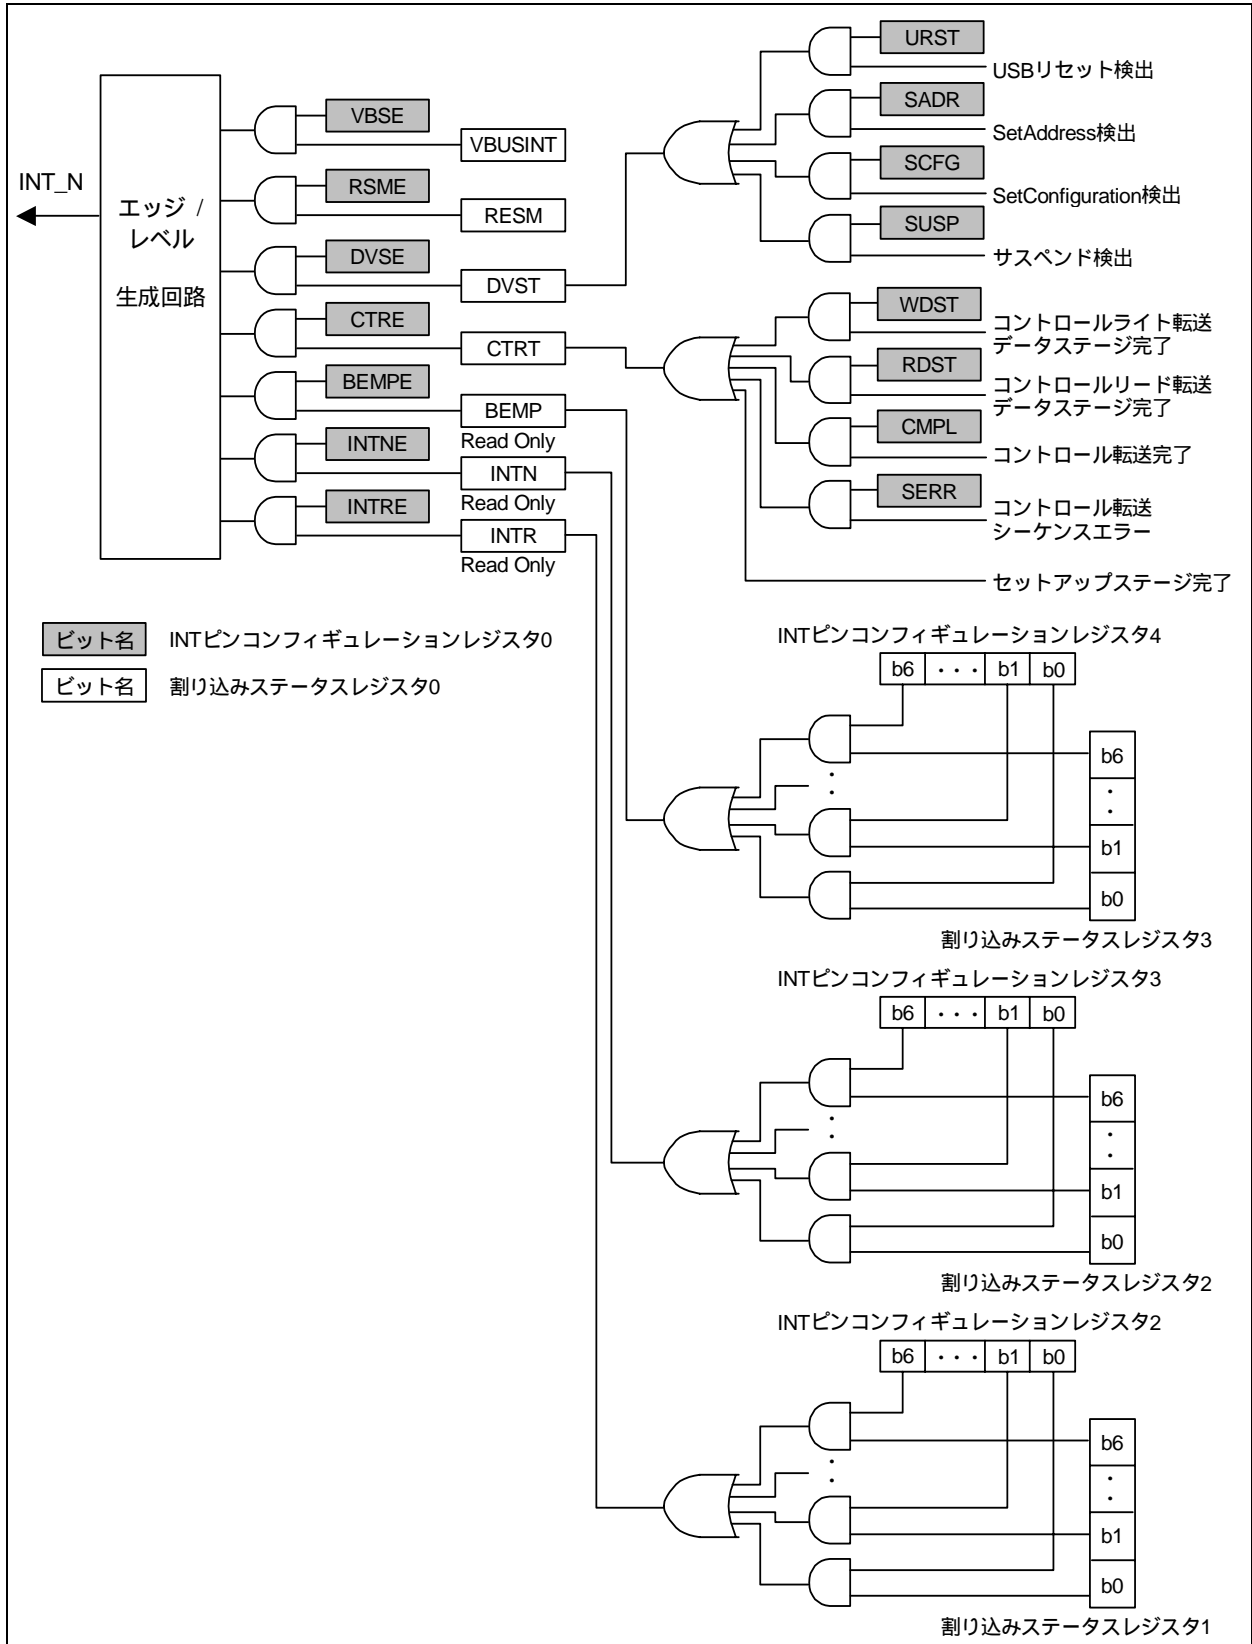 INT_N
エッジ /
レベル
生成回路
VBSE
VBUSINT
RSME
RESM
DVSE
DVST
CTRE
CTRT
BEMPE
BEMP
Read Only
INTNE
INTN
Read Only
INTRE
INTR
Read Only
URST
USBリセット検出
SADR
SetAddress検出
SCFG
SetConfiguration検出
SUSP
サスペンド検出
WDST
コントロールライト転送
データステージ完了
RDST
コントロールリード転送
データステージ完了
CMPL
コントロール転送完了
SERR
コントロール転送
シーケンスエラー
セットアップステージ完了
ビット名 INTピンコンフィギュレーションレジスタ0
ビット名 割り込みステータスレジスタ0
INTピンコンフィギュレーションレジスタ4
b6 ・・・ b1 b0
b6
:
b1
b0
割り込みステータスレジスタ3
INTピンコンフィギュレーションレジスタ3
b6 ・・・ b1 b0
b6
:
b1
b0
割り込みステータスレジスタ2
INTピンコンフィギュレーションレジスタ2
b6 ・・・ b1 b0
b6
:
b1
b0
割り込みステータスレジスタ1